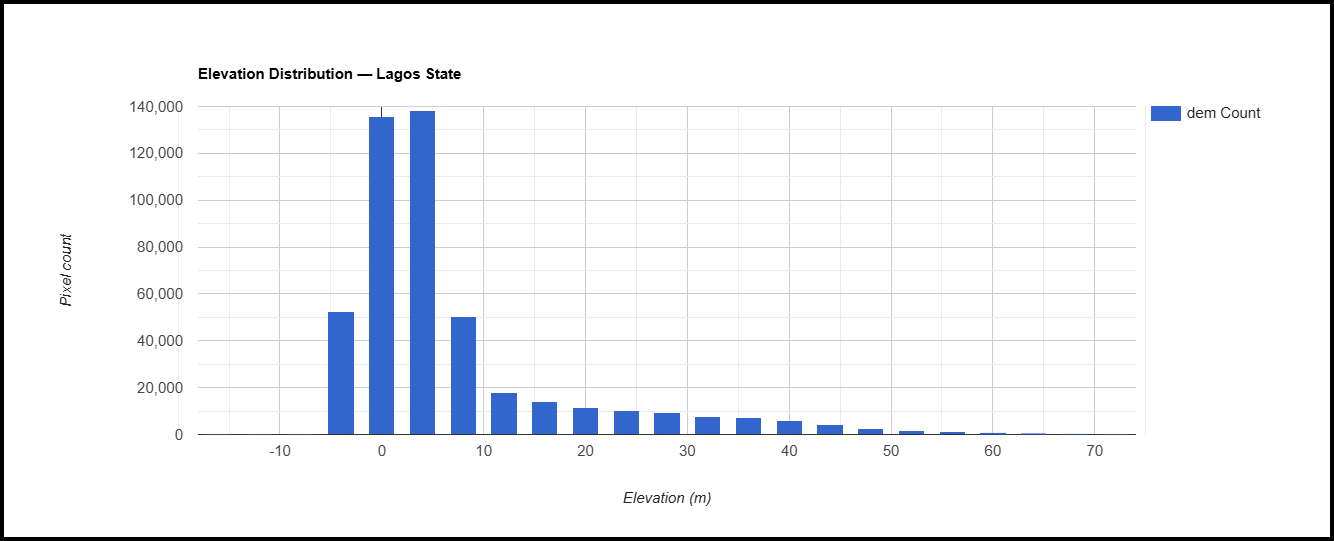 Elevation Distribution — Lagos State
dem Count
140,000
120,000
100,000
80,000
60,000
40,000
20,000
0
Pixel count
-10 0 10 20 30 40 50 60 70
Elevation (m)